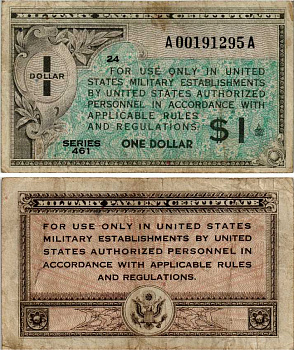 MILITARY PAYMENT CERTIFICATE
A00191295A
1
DOLLAR
24
FOR USE ONLY IN UNITED
STATES MILITARY ESTABLISHMENTS
BY UNITED STATES AUTHORIZED
PERSONNEL IN ACCORDANCE WITH
APPLICABLE RULES
AND REGULATIONS.
$1
SERIES
461
ONE DOLLAR
MILITARY PAYMENT CERTIFICATE
FOR USE ONLY IN UNITED STATES
MILITARY ESTABLISHMENTS BY UNITED
STATES AUTHORIZED PERSONNEL IN
ACCORDANCE WITH APPLICABLE RULES
AND REGULATIONS.